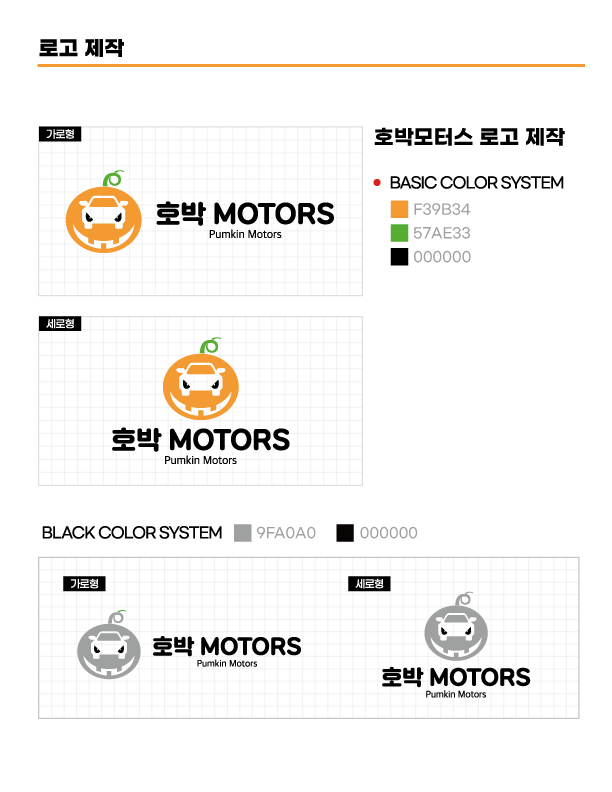 로고 제작
가로형
호박 MOTORS
Pumkin Motors
호박모터스 로고 제작
BASIC COLOR SYSTEM
F39B34
57AE33
000000
세로형
호박 MOTORS
Pumkin Motors
BLACK COLOR SYSTEM 9FA0A0 000000
가로형
호박 MOTORS
Pumkin Motors
세로형
호박 MOTORS
Pumkin Motors